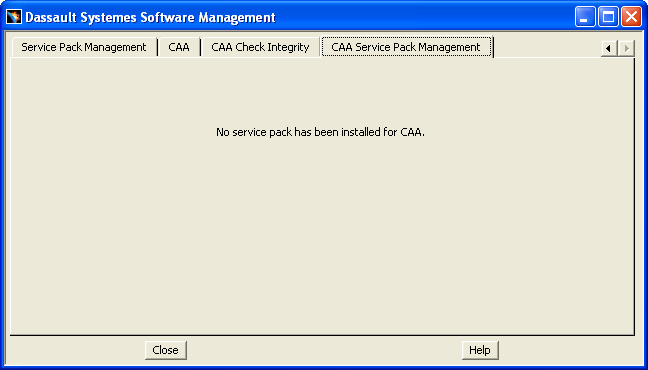 Dassault Systemes Software Management
Service Pack Management CAA CAA Check Integrity CAA Service Pack Management
No service pack has been installed for CAA.
Close Help